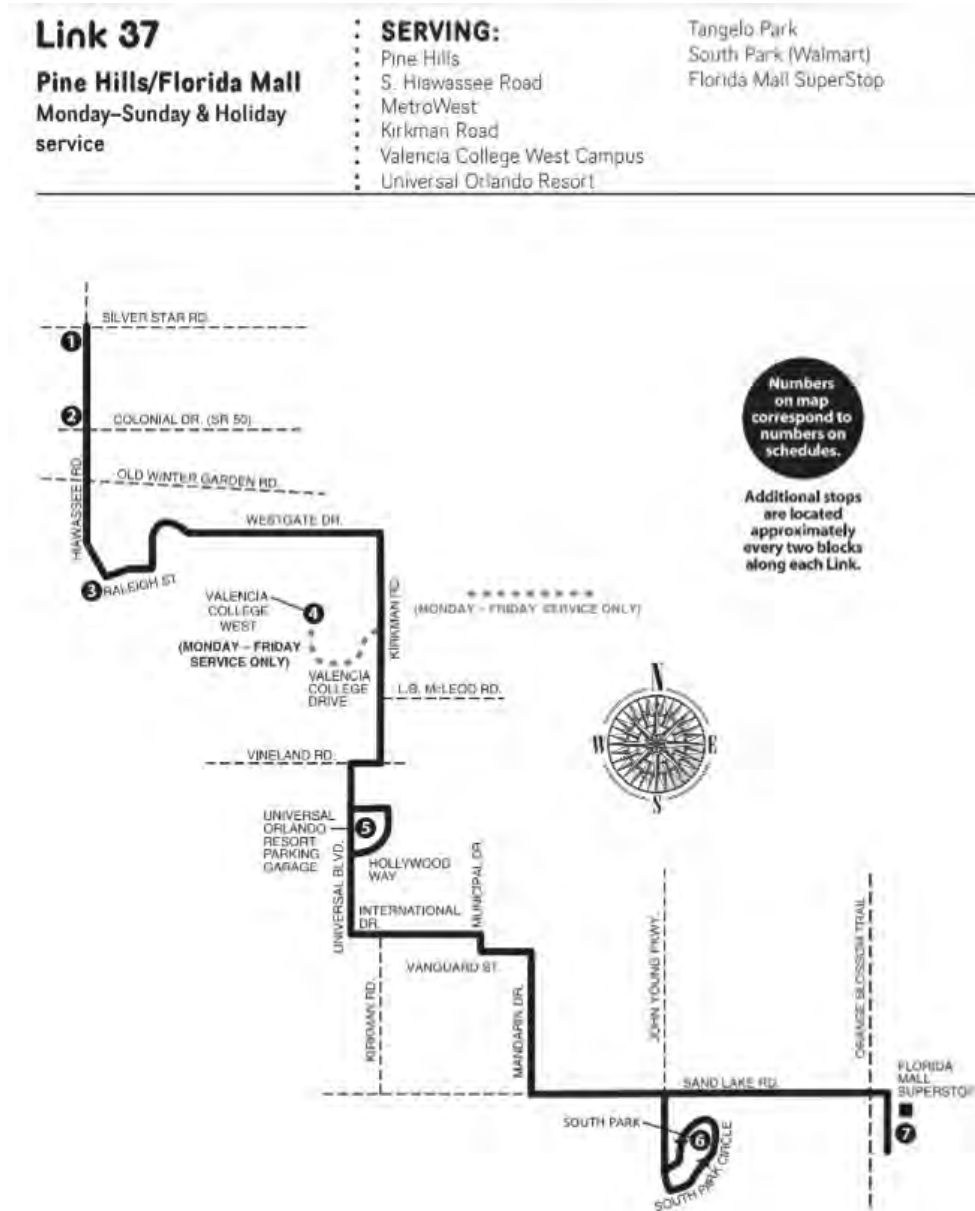 Link 37
Pine Hills/Florida Mall
Monday–Sunday & Holiday
service
SERVING:
Pine Hills
S. Hiawassee Road
MetroWest
Kirkman Road
Valencia College West Campus
Universal Orlando Resort
Tangelo Park
South Park (Walmart)
Florida Mall SuperStop
SILVER STAR RD.
1
2
COLONIAL DR. (SR 50)
HIAWASSEE RD.
OLD WINTER GARDEN RD.
WESTGATE DR.
3
RALEIGH ST.
VALENCIA
COLLEGE
WEST
4
(MONDAY – FRIDAY
SERVICE ONLY)
VALENCIA
COLLEGE
DRIVE
KIRKMAN RD.
(MONDAY – FRIDAY SERVICE ONLY)
L.B. McLEOD RD.
Numbers
on map
correspond to
numbers on
schedules.
Additional stops
are located
approximately
every two blocks
along each Link.
N
W
E
S
VINELAND RD.
UNIVERSAL
ORLANDO
RESORT
PARKING
GARAGE
5
HOLLYWOOD
WAY
UNIVERSAL BLVD.
INTERNATIONAL
DR.
MUNICIPAL DR.
VANGUARD ST.
KIRKMAN RD.
MANDARIN DR.
JOHN YOUNG PKWY.
ORANGE BLOSSOM TRAIL
SAND LAKE RD.
FLORIDA
MALL
SUPERSTOP
7
SOUTH PARK
6
SOUTH PARK CIRCLE